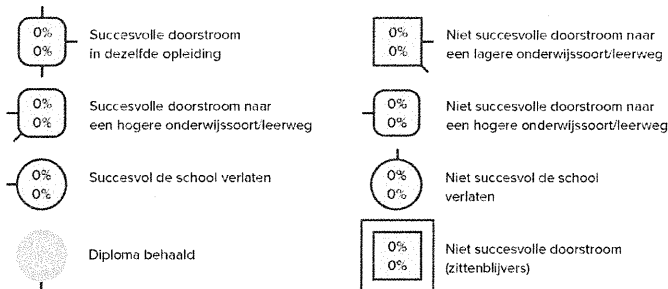 0%
0%
Succesvolle doorstroom
in dezelfde opleiding
0%
0%
Niet succesvolle doorstroom naar
een lagere onderwijssoort/leerweg
0%
0%
Succesvolle doorstroom naar
een hogere onderwijssoort/leerweg
0%
0%
Niet succesvolle doorstroom naar
een hogere onderwijssoort/leerweg
0%
0%
Succesvol de school verlaten
0%
0%
Niet succesvol de school
verlaten
Diploma behaald
0%
0%
Niet succesvolle doorstroom
(zittenblijvers)